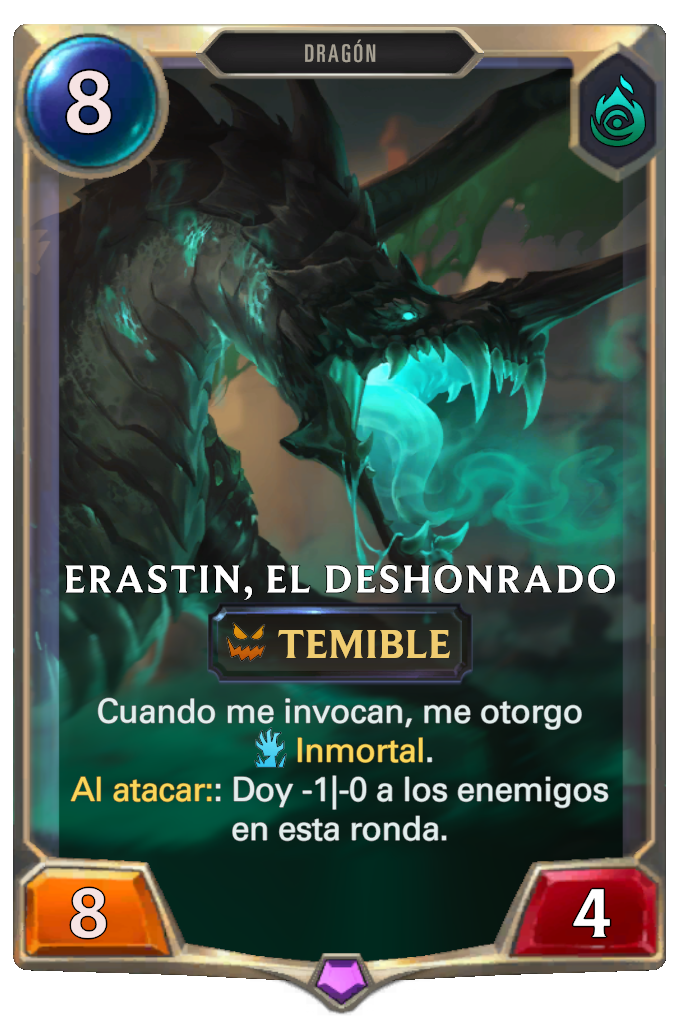 DRAGÓN
8
ERASTIN, EL DESHONRADO
TEMIBLE
Cuando me invocan, me otorgo
Inmortal.
Al atacar:: Doy -1|-0 a los enemigos
en esta ronda.
8
4